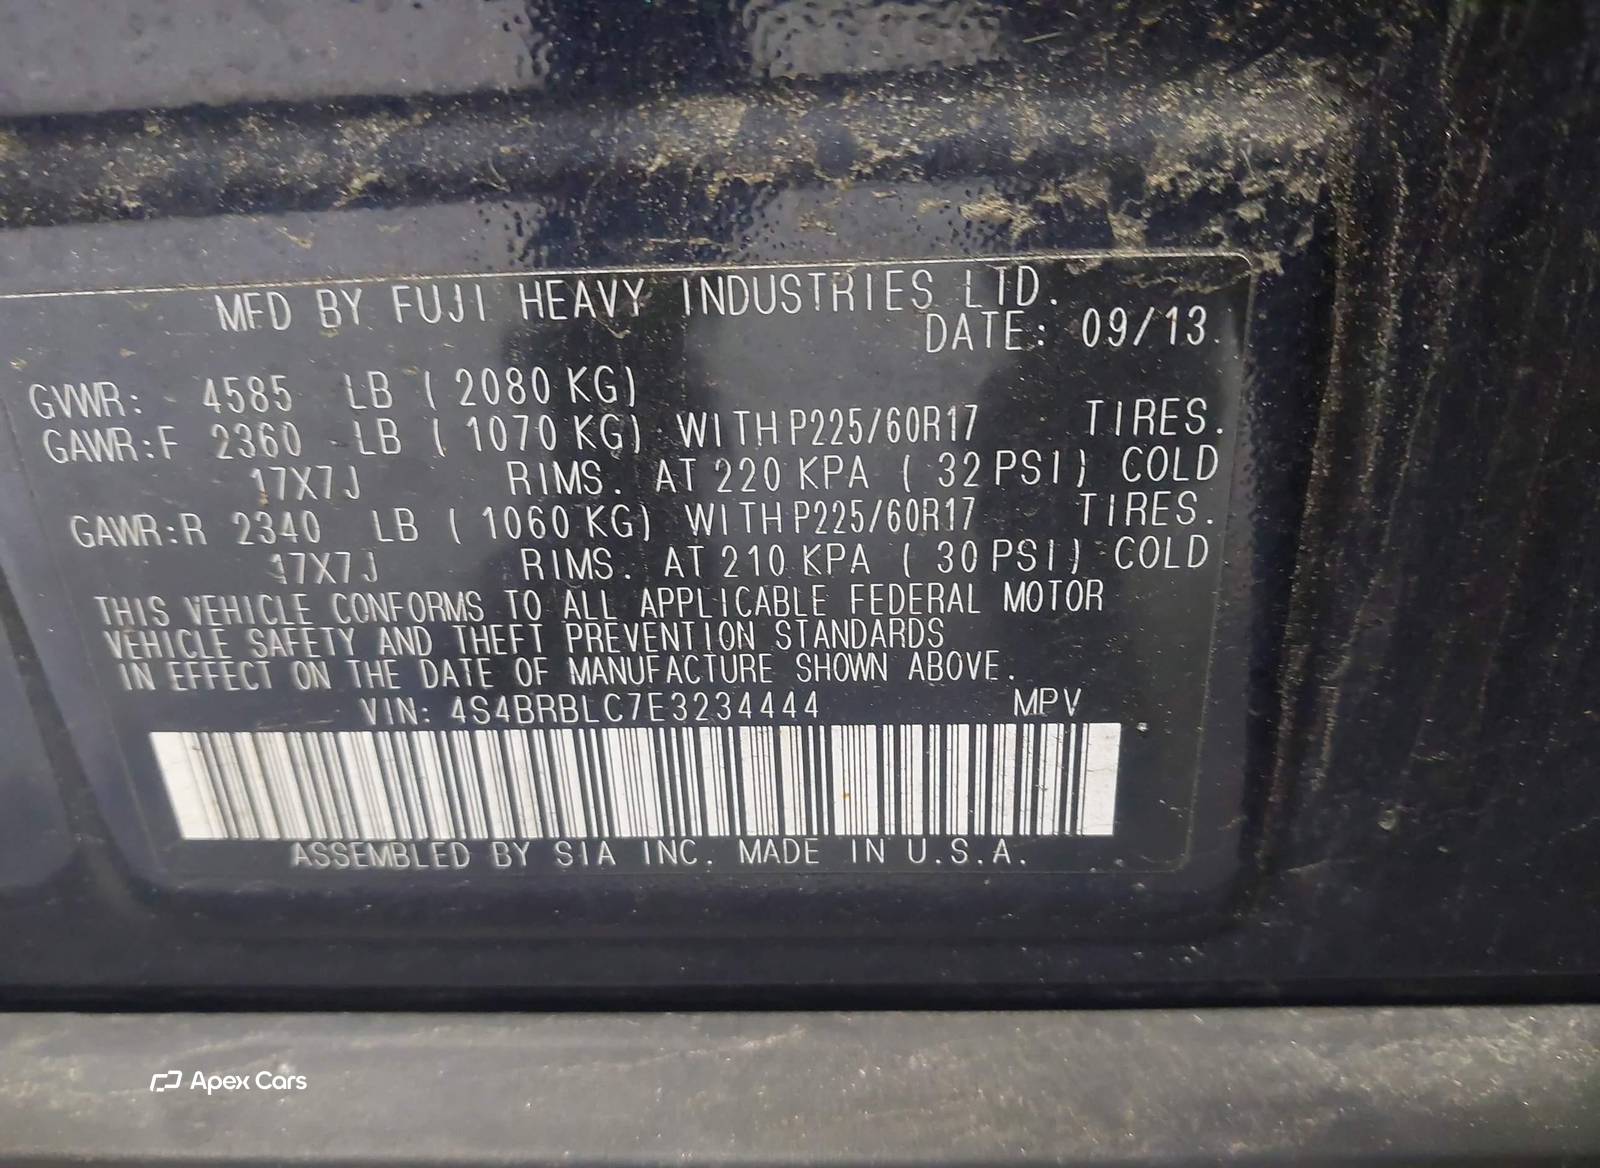 MFD BY FUJI HEAVY INDUSTRIES LTD.
DATE: 09/13
GVWR: 4585 LB ( 2080 KG)
GAWR:F 2360 LB ( 1070 KG) WITH P225/60R17 TIRES.
17X7J RIMS. AT 220 KPA ( 32 PSI) COLD
GAWR:R 2340 LB ( 1060 KG) WITH P225/60R17 TIRES.
17X7J RIMS. AT 210 KPA ( 30 PSI) COLD
THIS VEHICLE CONFORMS TO ALL APPLICABLE FEDERAL MOTOR
VEHICLE SAFETY AND THEFT PREVENTION STANDARDS
IN EFFECT ON THE DATE OF MANUFACTURE SHOWN ABOVE.
VIN: 4S4BRBLC7E3234444 MPV
ASSEMBLED BY SIA INC. MADE IN U.S.A.
Apex Cars